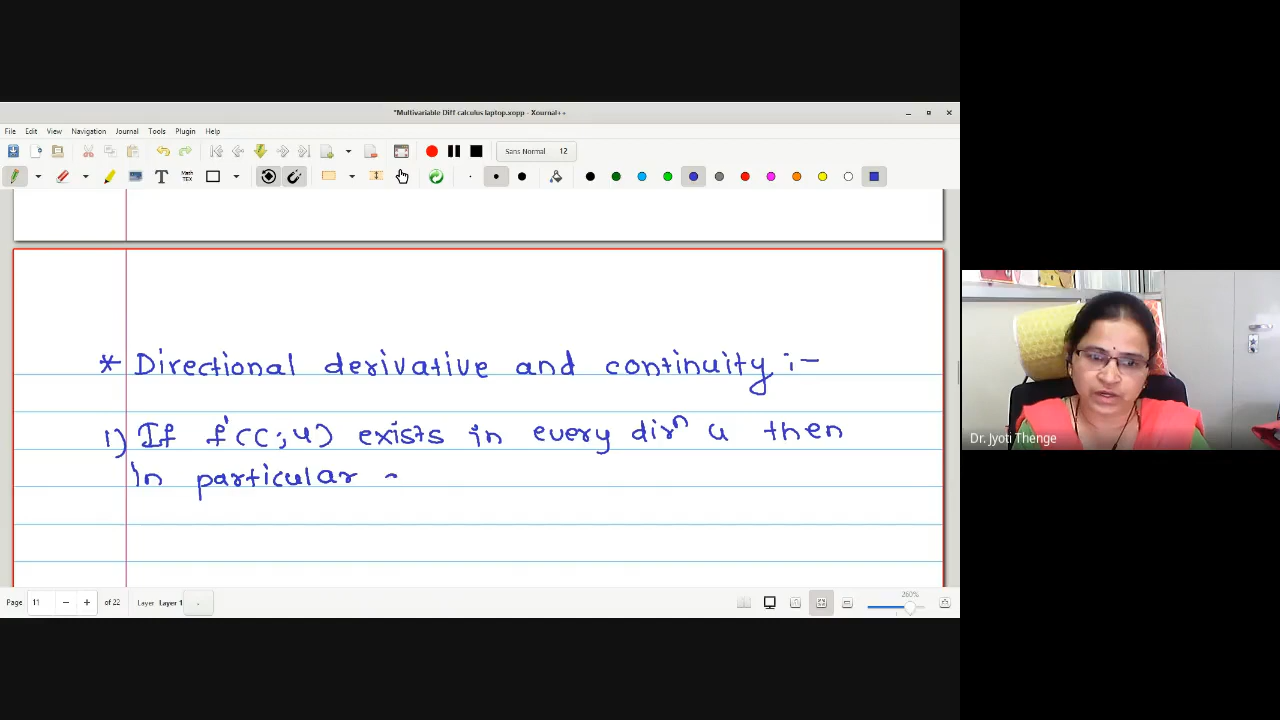 *Multivariable Diff calculus laptop.xopp - Xournal++
File Edit View Navigation Journal Tools Plugin Help
Sans Normal 12
* Directional derivative and continuity :-
1) If f'(c;u) exists in every dirⁿ u then
in particular
Dr. Jyoti Thenge
Page 11 of 22 Layer Layer 1
260%